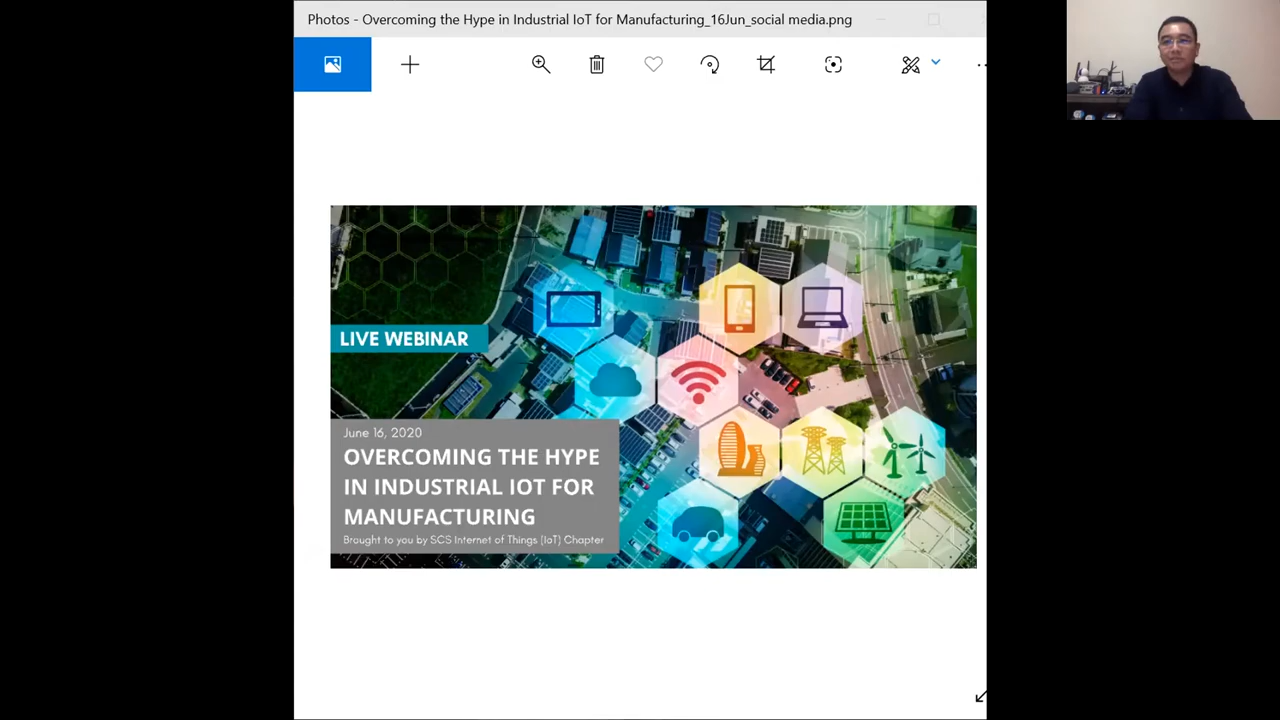 Photos - Overcoming the Hype in Industrial IoT for Manufacturing_16Jun_social media.png
LIVE WEBINAR
June 16, 2020
OVERCOMING THE HYPE
IN INDUSTRIAL IOT FOR
MANUFACTURING
Brought to you by SCS Internet of Things (IoT) Chapter